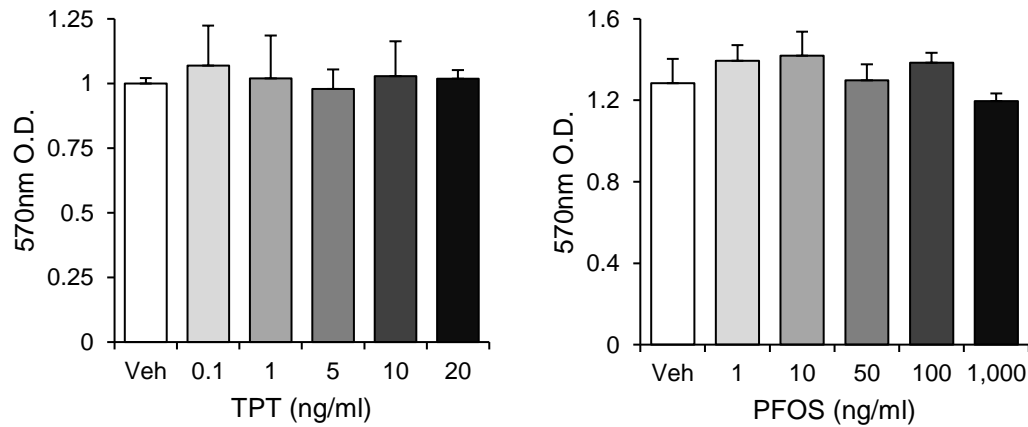 570nm O.D.
1.25
1
0.75
0.5
0.25
0
Veh 0.1 1 5 10 20
TPT (ng/ml)
570nm O.D.
1.6
1.2
0.8
0.4
0
Veh 1 10 50 100 1,000
PFOS (ng/ml)